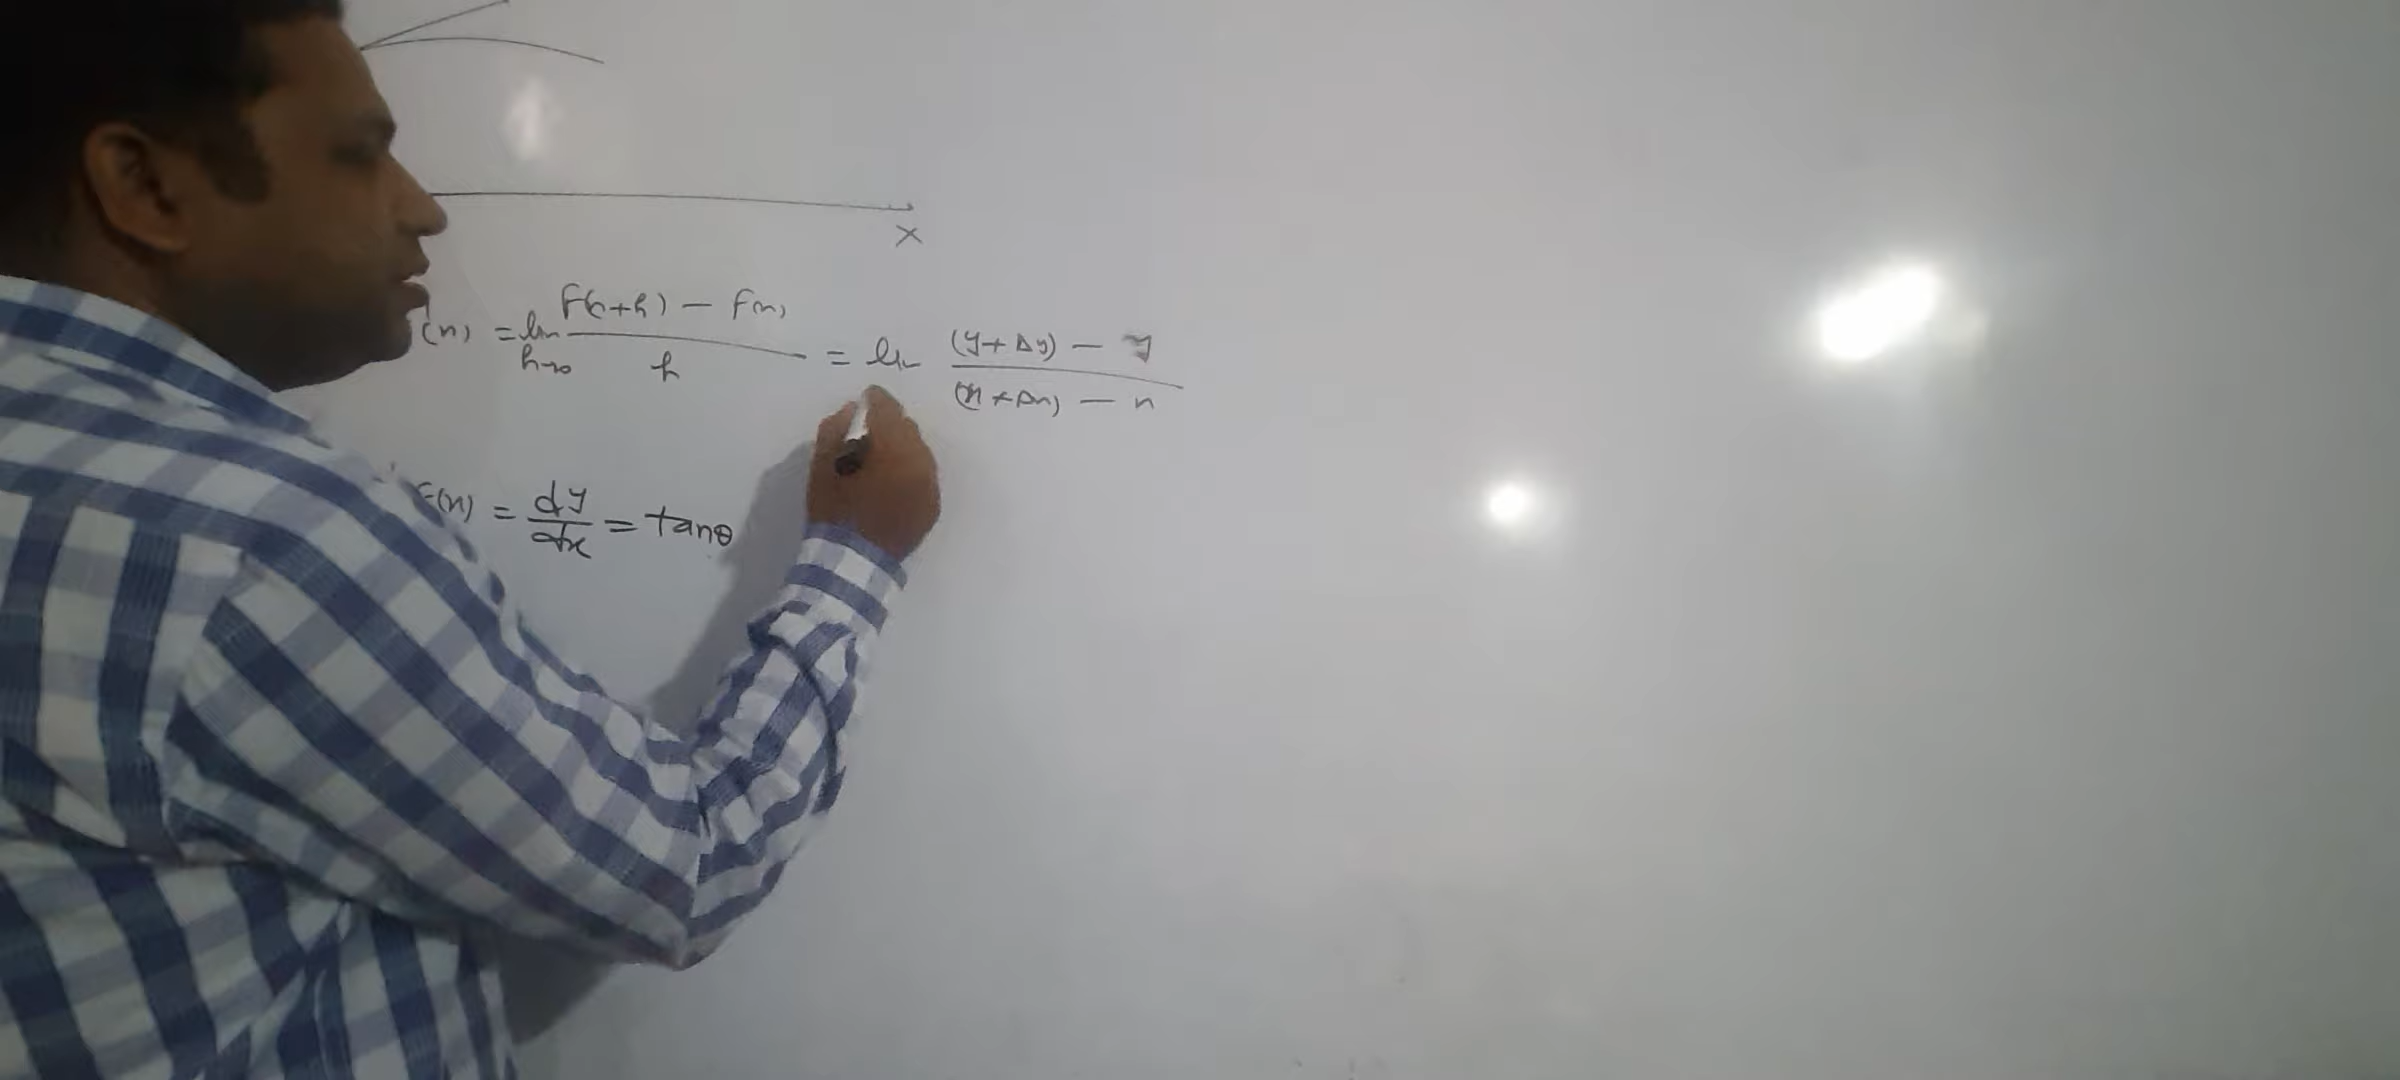 X
(x) = lim h→0 F(x+h) − F(x) / h = lim (y+Δy) − y / (x+Δx) − x
F(x) = dy/dx = tanθ